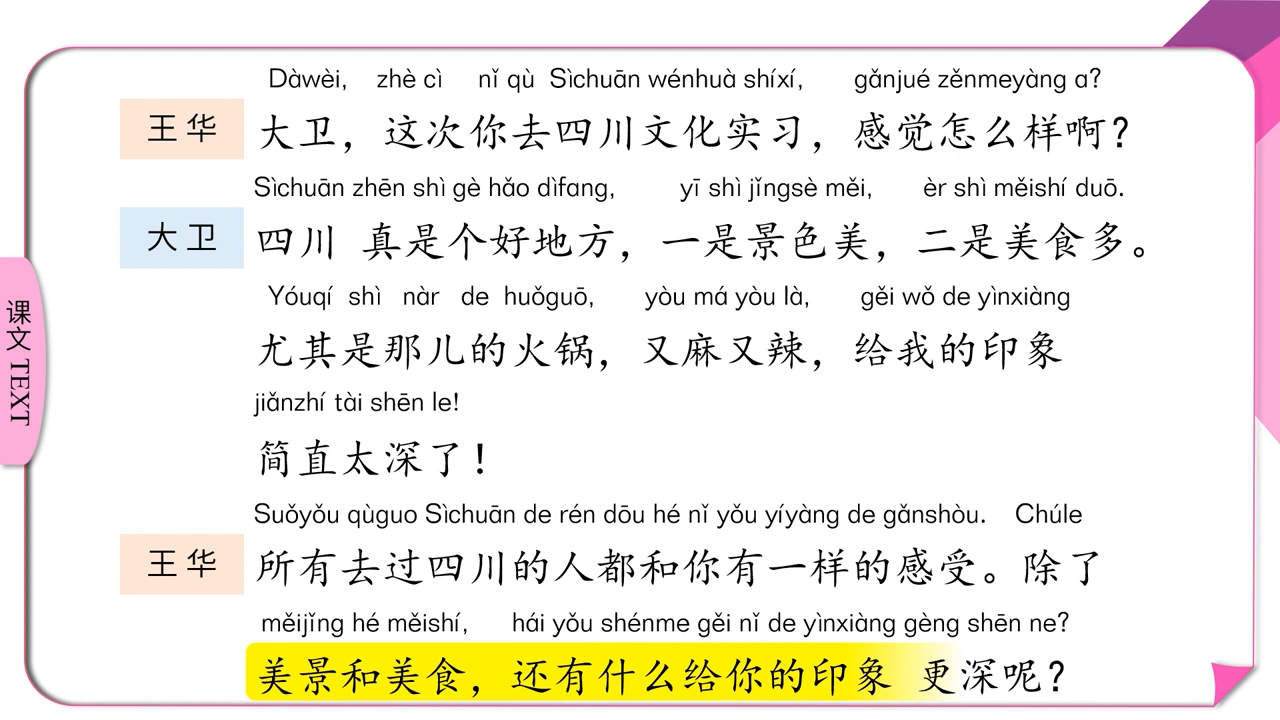 Dàwèi, zhè cì nǐ qù Sìchuān wénhuà shíxí, gǎnjué zěnmeyàng a?
王华 大卫，这次你去四川文化实习，感觉怎么样啊？
Sìchuān zhēn shì gè hǎo dìfang, yī shì jǐngsè měi, èr shì měishí duō.
大卫 四川 真是个好地方，一是景色美，二是美食多。
Yóuqí shì nàr de huǒguō, yòu má yòu là, gěi wǒ de yìnxiàng
尤其是那儿的火锅，又麻又辣，给我的印象
jiǎnzhí tài shēn le!
简直太深了！
Suǒyǒu qùguo Sìchuān de rén dōu hé nǐ yǒu yíyàng de gǎnshòu. Chúle
王华 所有去过四川的人都和你有一样的感受。除了
měijǐng hé měishí, hái yǒu shénme gěi nǐ de yìnxiàng gèng shēn ne?
美景和美食，还有什么给你的印象 更深呢？
课文 TEXT